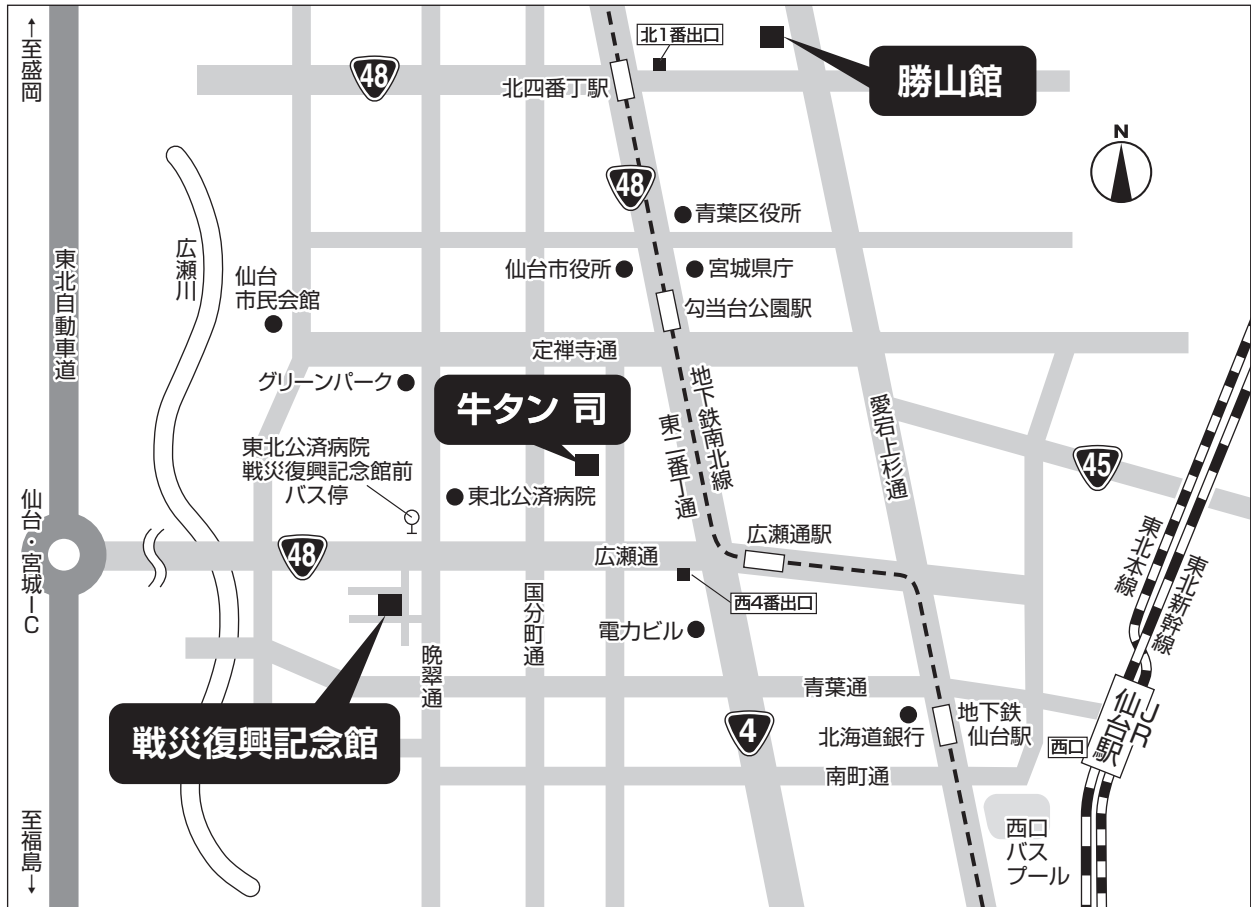 ↑至盛岡
北1番出口
勝山館
48
北四番丁駅
N
48
青葉区役所
東北自動車道
広瀬川
仙台
市民会館
仙台市役所
宮城県庁
勾当台公園駅
定禅寺通
グリーンパーク
牛タン 司
地下鉄南北線
東二番丁通
愛宕上杉通
45
東北公済病院
戦災復興記念館前
バス停
東北公済病院
仙台・宮城IC
48
広瀬通
広瀬通駅
東北本線
東北新幹線
西4番出口
国分町通
電力ビル
晩翠通
青葉通
戦災復興記念館
4
北海道銀行
地下鉄
仙台駅
西口
JR
仙台駅
南町通
西口
バス
プール
至福島↓